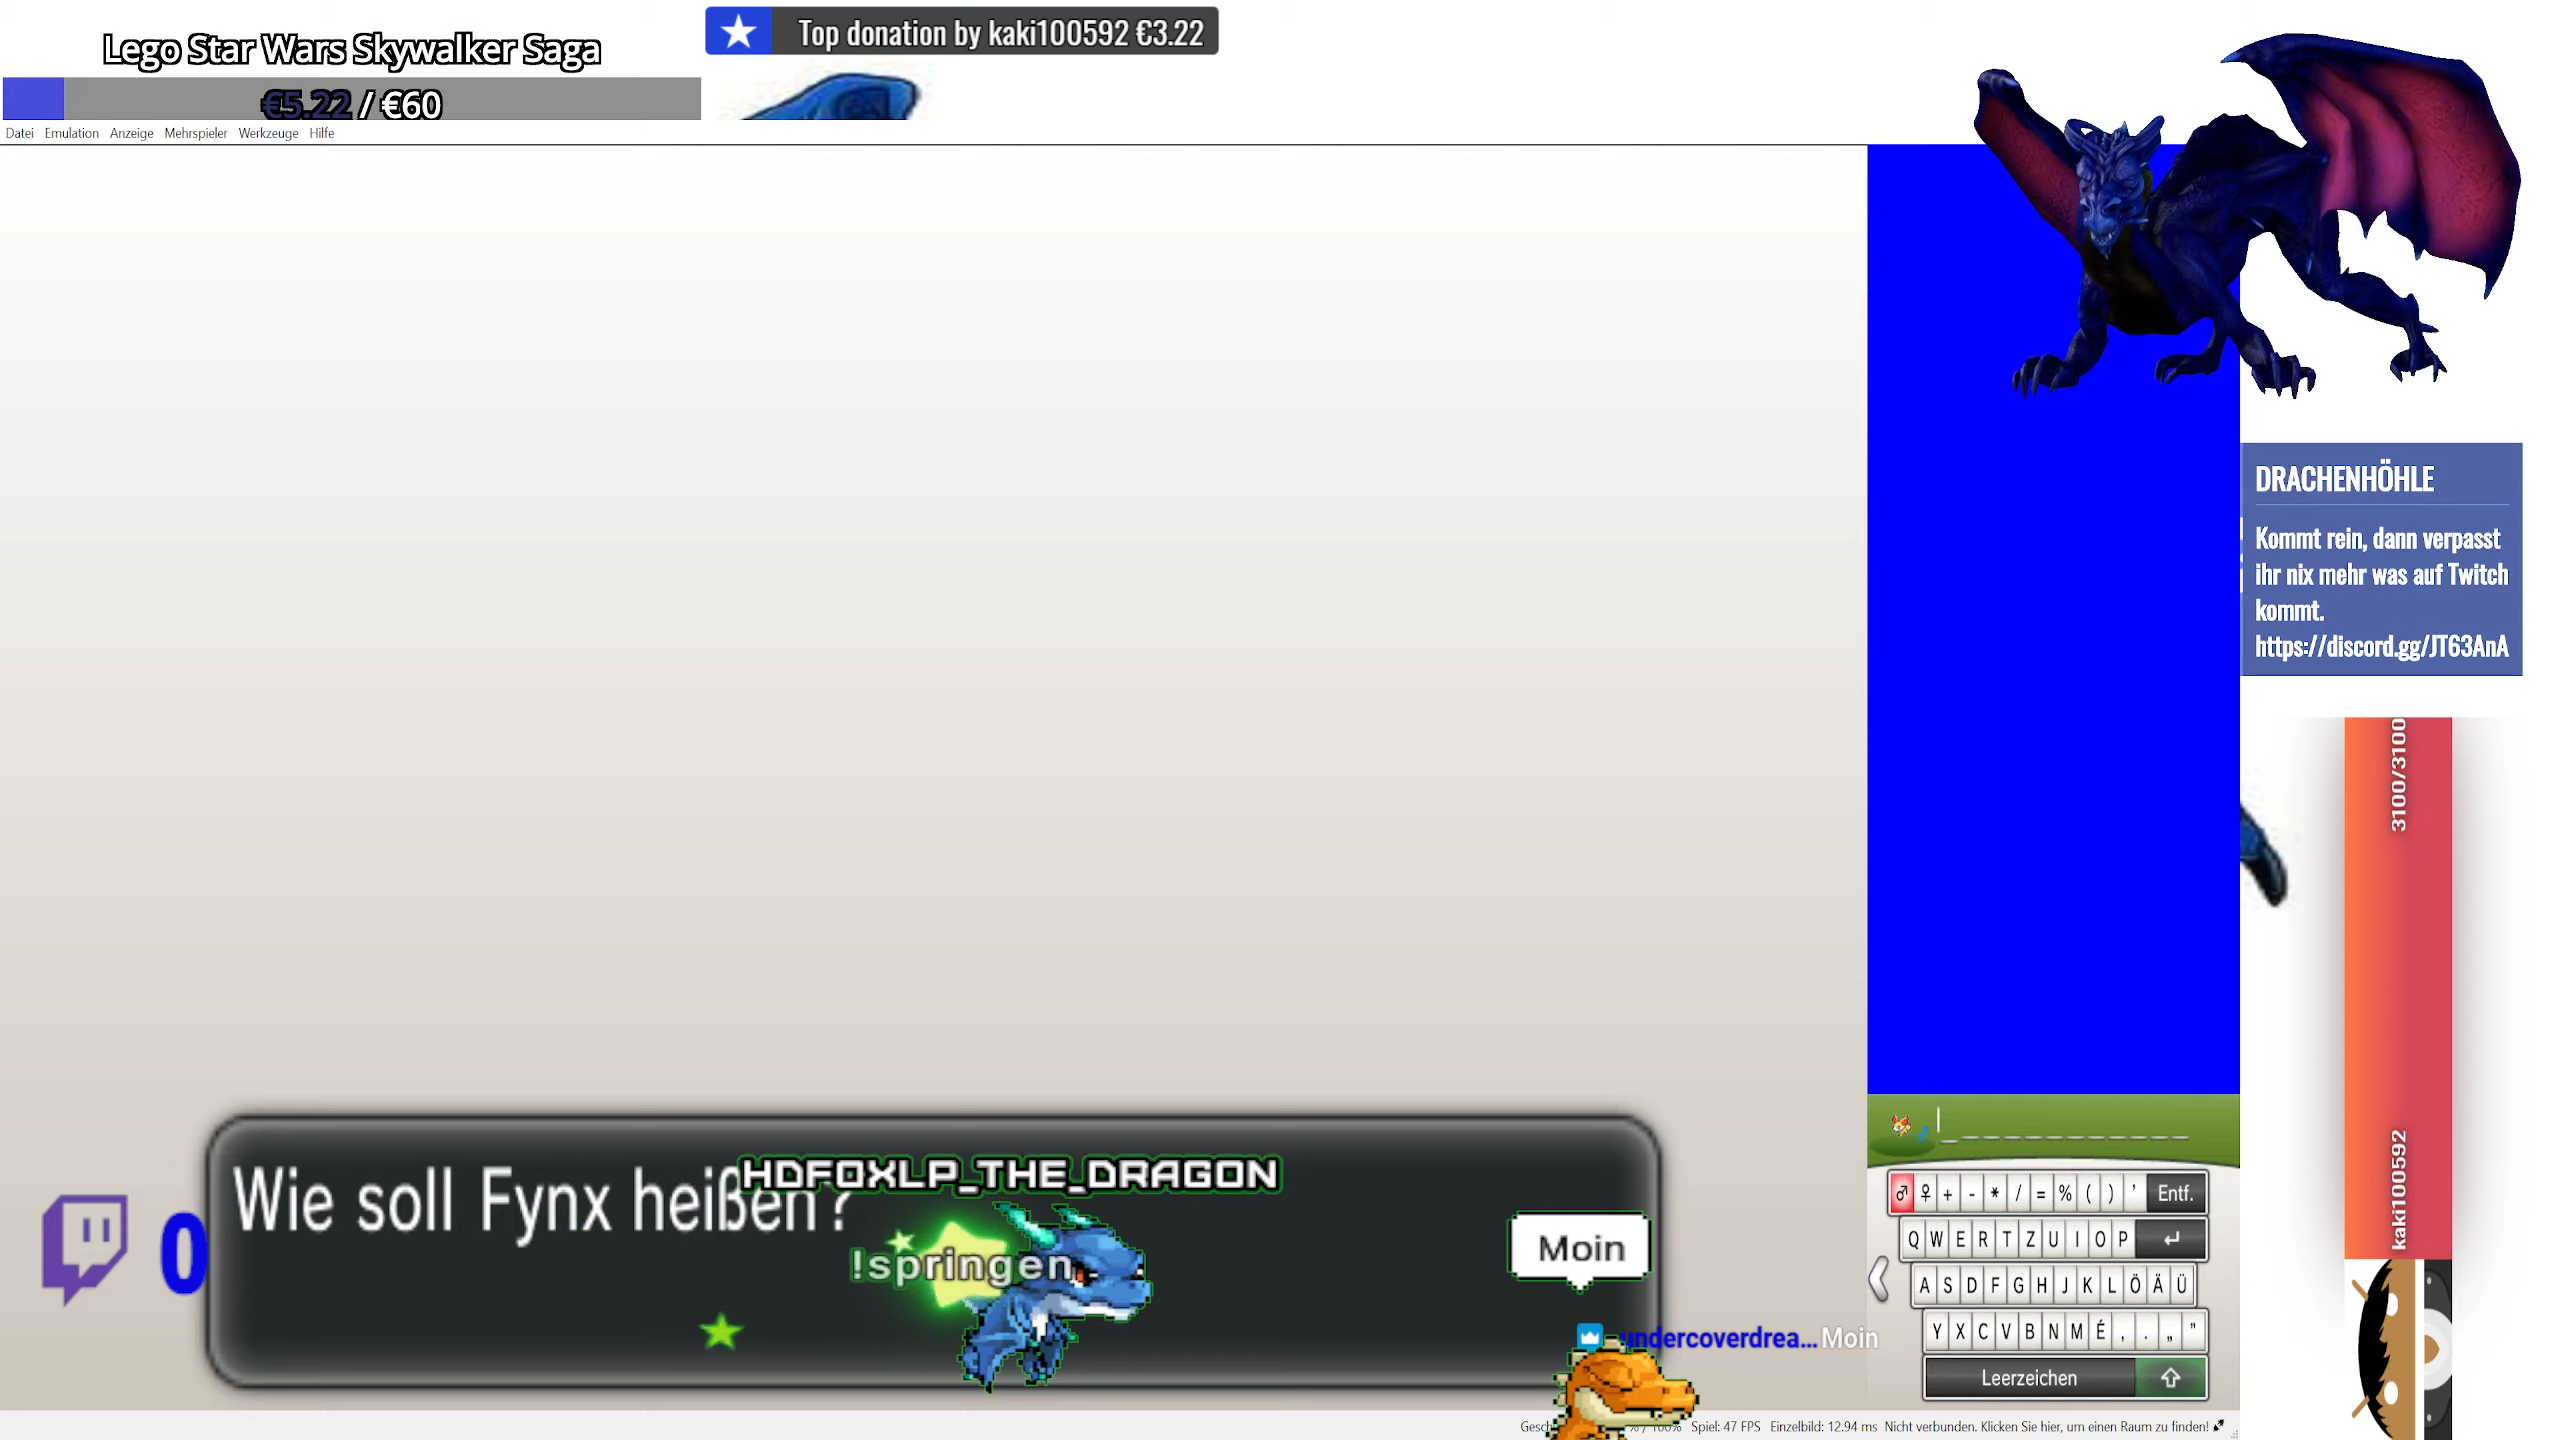 Top donation by kaki100592 €3.22
Lego Star Wars Skywalker Saga
€5.22 / €60
Datei Emulation Anzeige Mehrspieler Werkzeuge Hilfe
DRACHENHÖHLE
Kommt rein, dann verpasst
ihr nix mehr was auf Twitch
kommt.
https://discord.gg/JT63AnA
3100/3100
kaki100592
Wie soll Fynx heißen?
HDFOXLP_THE_DRAGON
!springen
0
Moin
undercoverdrea... Moin
♂ ♀ + - * / = % ( ) ' Entf.
Q W E R T Z U I O P ↵
A S D F G H J K L Ö Ä Ü
Y X C V B N M É , . „ "
Leerzeichen
100% Spiel: 47 FPS Einzelbild: 12.94 ms Nicht verbunden. Klicken Sie hier, um einen Raum zu finden!